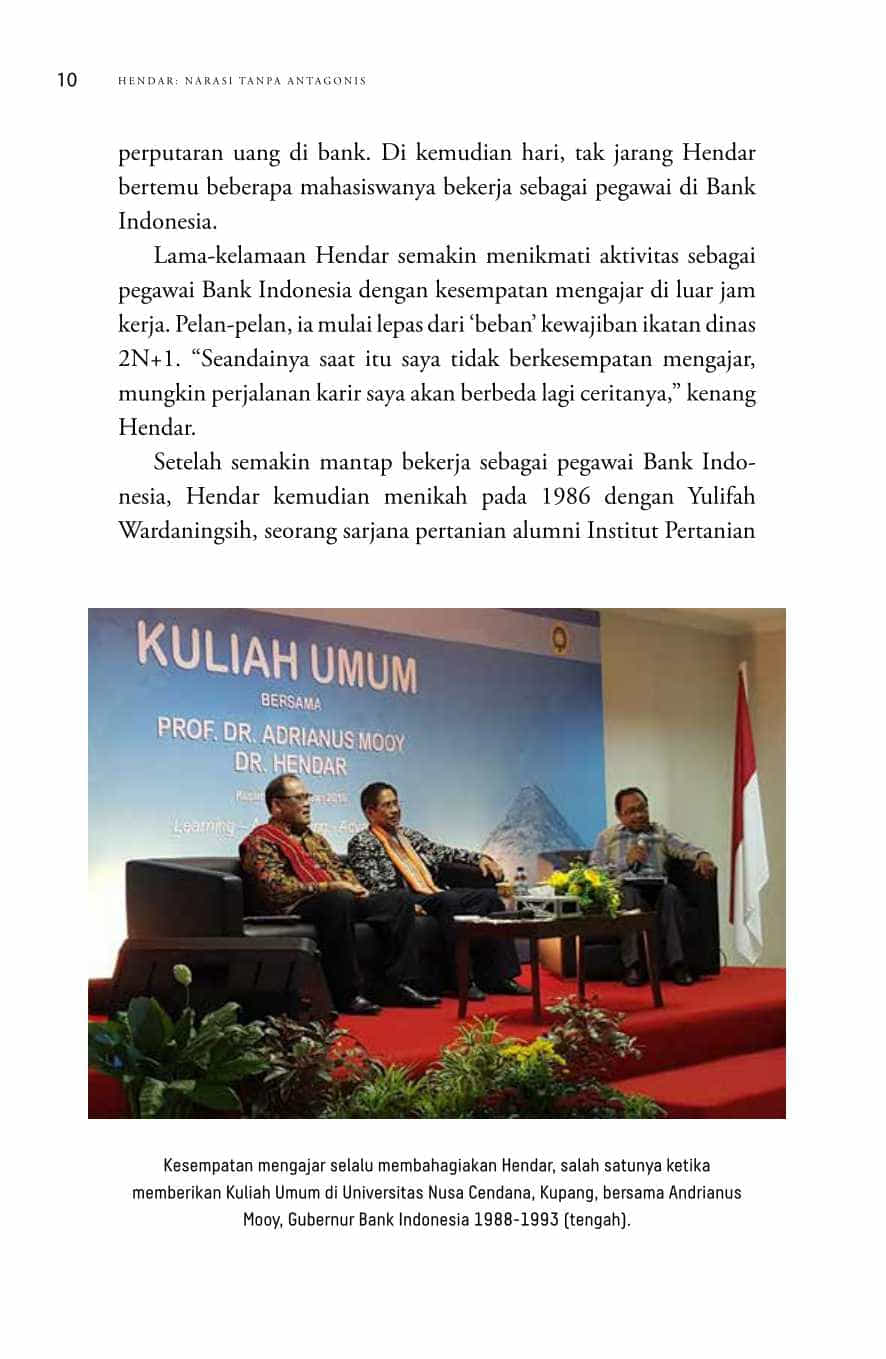 10 HENDAR: NARASI TANPA ANTAGONIS
perputaran uang di bank. Di kemudian hari, tak jarang Hendar
bertemu beberapa mahasiswanya bekerja sebagai pegawai di Bank
Indonesia.
Lama-kelamaan Hendar semakin menikmati aktivitas sebagai
pegawai Bank Indonesia dengan kesempatan mengajar di luar jam
kerja. Pelan-pelan, ia mulai lepas dari ‘beban’ kewajiban ikatan dinas
2N+1. “Seandainya saat itu saya tidak berkesempatan mengajar,
mungkin perjalanan karir saya akan berbeda lagi ceritanya,” kenang
Hendar.
Setelah semakin mantap bekerja sebagai pegawai Bank Indo-
nesia, Hendar kemudian menikah pada 1986 dengan Yulifah
Wardaningsih, seorang sarjana pertanian alumni Institut Pertanian
KULIAH UMUM
BERSAMA
PROF. DR. ADRIANUS MOOY
DR. HENDAR
Learning –
Kesempatan mengajar selalu membahagiakan Hendar, salah satunya ketika
memberikan Kuliah Umum di Universitas Nusa Cendana, Kupang, bersama Andrianus
Mooy, Gubernur Bank Indonesia 1988-1993 (tengah).